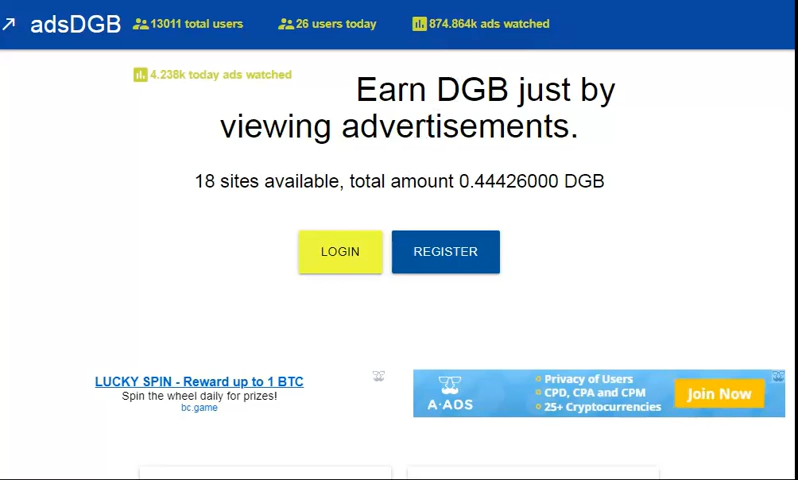 adsDGB 13011 total users 26 users today 874.864k ads watched
4.238k today ads watched
Earn DGB just by
viewing advertisements.
18 sites available, total amount 0.44426000 DGB
LOGIN REGISTER
LUCKY SPIN - Reward up to 1 BTC
Spin the wheel daily for prizes!
bc.game
A-ADS
Privacy of Users
CPD, CPA and CPM
25+ Cryptocurrencies
Join Now